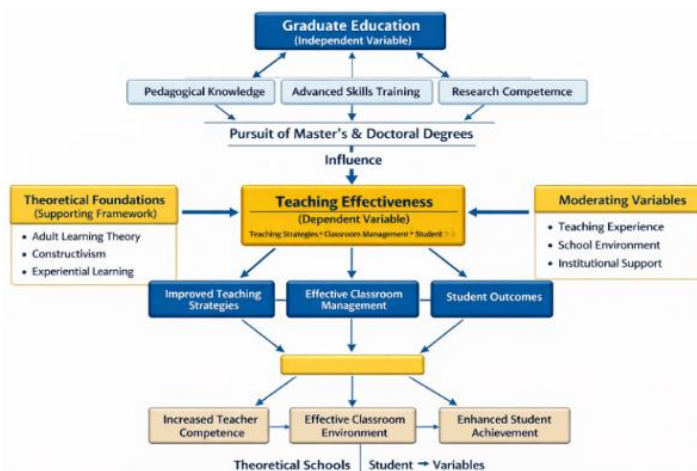 Graduate Education
(Independent Variable)
Pedagogical Knowledge
Advanced Skills Training
Research Competemce
Pursuit of Master's & Doctoral Degrees
Influence
Theoretical Foundations
(Supporting Framework)
• Adult Learning Theory
• Constructivism
• Experiential Learning
Teaching Effectiveness
(Dependent Variable)
Teaching Strategies • Classroom Management • Student
Moderating Variables
• Teaching Experience
• School Environment
• Institutional Support
Improved Teaching
Strategies
Effective Classroom
Management
Student Outcomes
Increased Teacher
Competence
Effective Classroom
Environment
Enhanced Student
Achievement
Theoretical Schools | Student → Variables